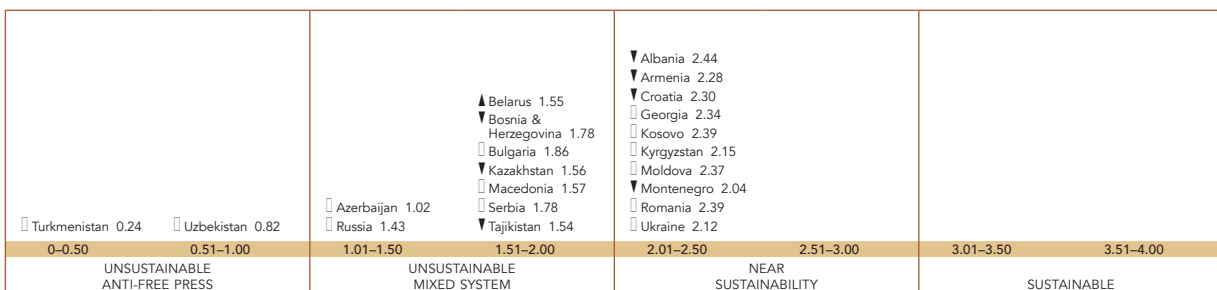 ▼ Albania 2.44
▼ Armenia 2.28
▼ Croatia 2.30
▲ Belarus 1.55
□ Georgia 2.34
▼ Bosnia &
Herzegovina 1.78
□ Kosovo 2.39
□ Bulgaria 1.86
□ Kyrgyzstan 2.15
▼ Kazakhstan 1.56
□ Moldova 2.37
□ Macedonia 1.57
▼ Montenegro 2.04
□ Azerbaijan 1.02
□ Serbia 1.78
□ Romania 2.39
□ Turkmenistan 0.24
□ Uzbekistan 0.82
□ Russia 1.43
▼ Tajikistan 1.54
□ Ukraine 2.12
0–0.50
0.51–1.00
1.01–1.50
1.51–2.00
2.01–2.50
2.51–3.00
3.01–3.50
3.51–4.00
UNSUSTAINABLE
ANTI-FREE PRESS
UNSUSTAINABLE
MIXED SYSTEM
NEAR
SUSTAINABILITY
SUSTAINABLE